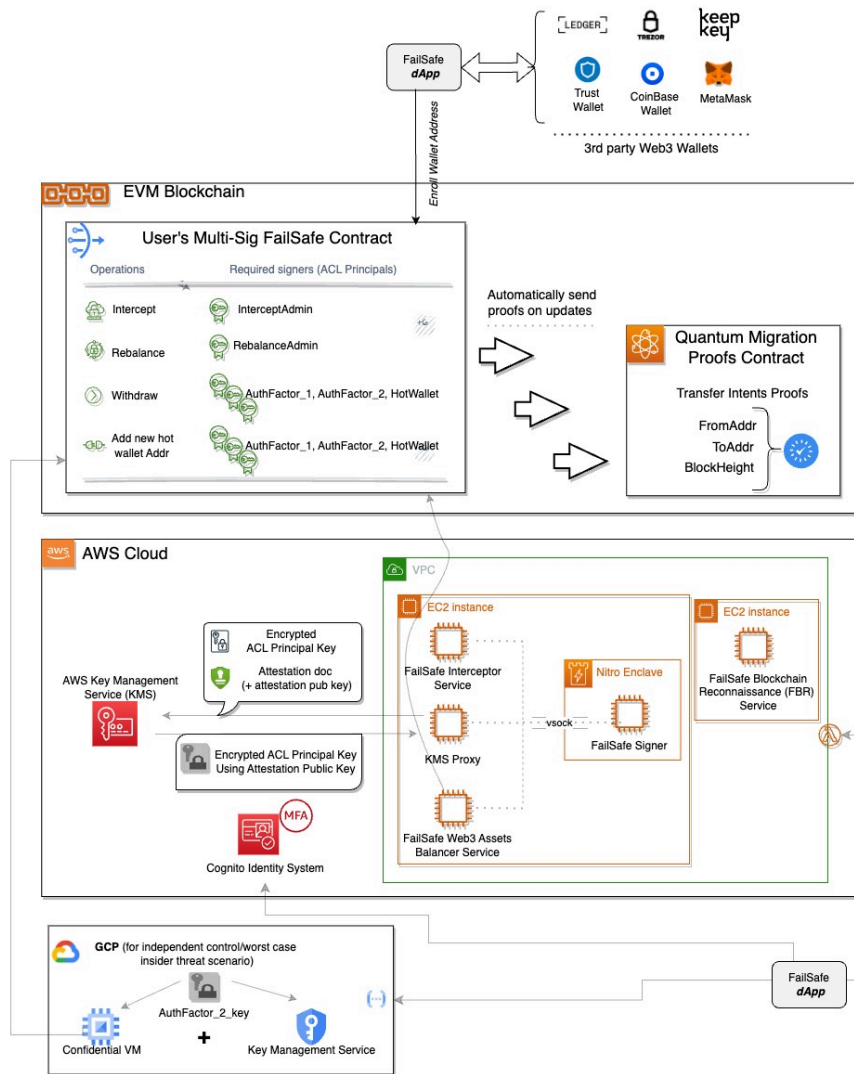 LEDGER
TREZOR
keep
key
FailSafe
dApp
Trust
Wallet
CoinBase
Wallet
MetaMask
3rd party Web3 Wallets
Enroll Wallet Address
EVM Blockchain
User's Multi-Sig FailSafe Contract
Operations
Required signers (ACL Principals)
Intercept
InterceptAdmin
Rebalance
RebalanceAdmin
Withdraw
AuthFactor_1, AuthFactor_2, HotWallet
Add new hot
wallet Addr
AuthFactor_1, AuthFactor_2, HotWallet
Automatically send
proofs on updates
Quantum Migration
Proofs Contract
Transfer Intents Proofs
FromAddr
ToAddr
BlockHeight
aws
AWS Cloud
VPC
EC2 instance
FailSafe Interceptor
Service
KMS Proxy
FailSafe Web3 Assets
Balancer Service
vsock
Nitro Enclave
FailSafe Signer
EC2 instance
FailSafe Blockchain
Reconnaissance (FBR)
Service
Encrypted
ACL Principal Key
Attestation doc
(+ attestation pub key)
AWS Key Management
Service (KMS)
Encrypted ACL Principal Key
Using Attestation Public Key
MFA
Cognito Identity System
GCP (for independent control/worst case
insider threat scenario)
AuthFactor_2_key
Confidential VM
+
Key Management Service
FailSafe
dApp